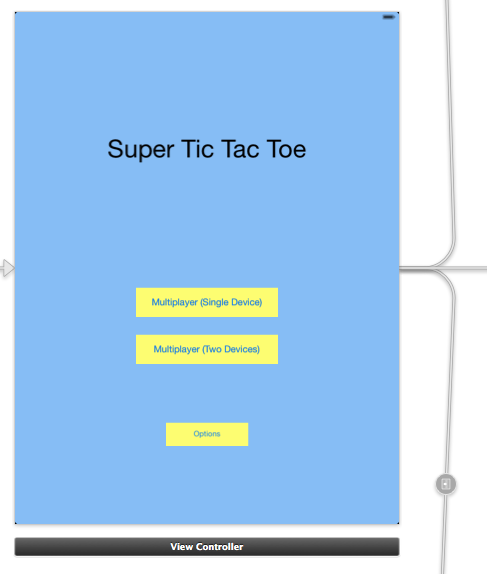 Super Tic Tac Toe
Multiplayer (Single Device)
Multiplayer (Two Devices)
Options
View Controller